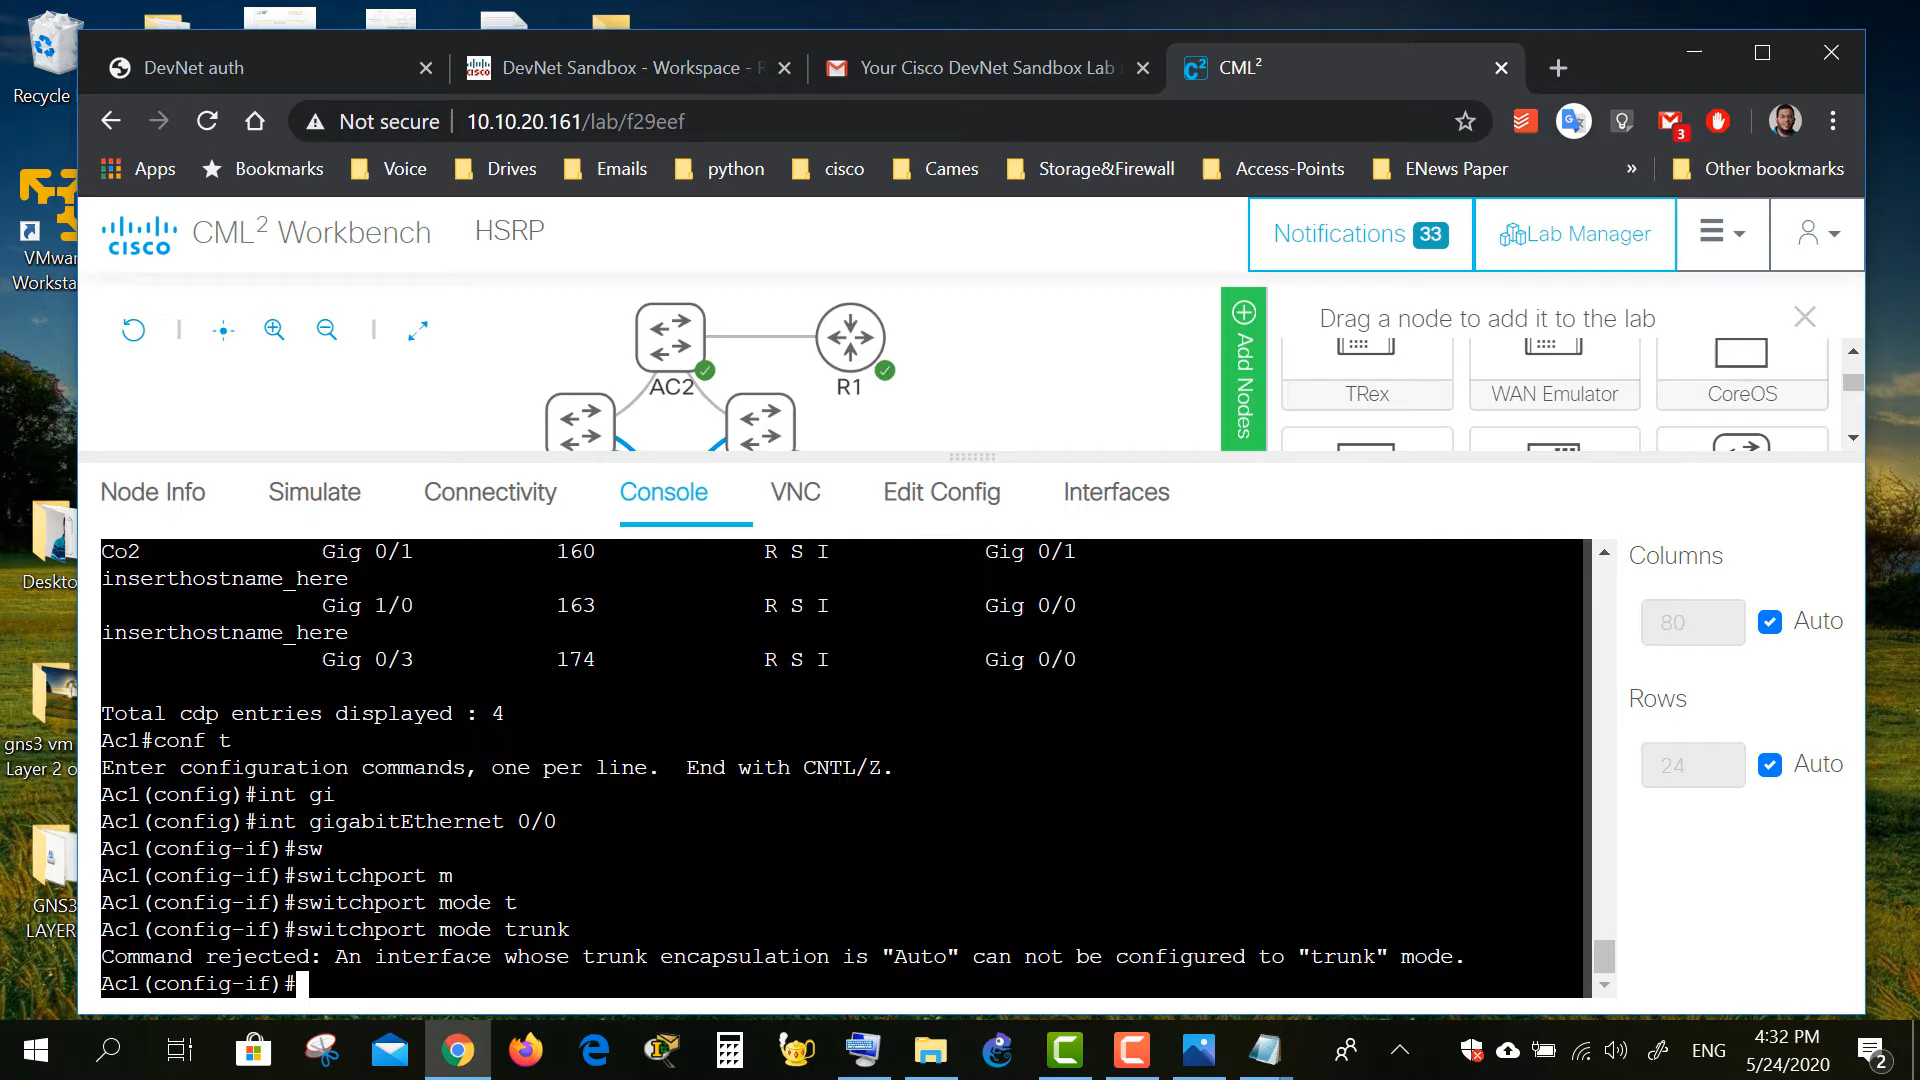 Recycle
DevNet auth
DevNet Sandbox - Workspace -
Your Cisco DevNet Sandbox Lab
CML²
Not secure
10.10.20.161/lab/f29eef
3
Apps
Bookmarks
Voice
Drives
Emails
python
cisco
Cames
Storage&Firewall
Access-Points
ENews Paper
»
Other bookmarks
CISCO
CML² Workbench
HSRP
Notifications 33
Lab Manager
VMwar
Worksta
AC2
R1
Add Nodes
Drag a node to add it to the lab
TRex
WAN Emulator
CoreOS
Node Info
Simulate
Connectivity
Console
VNC
Edit Config
Interfaces
Co2 Gig 0/1 160 R S I Gig 0/1
inserthostname_here
Gig 1/0 163 R S I Gig 0/0
inserthostname_here
Gig 0/3 174 R S I Gig 0/0
Total cdp entries displayed : 4
Ac1#conf t
Enter configuration commands, one per line. End with CNTL/Z.
Ac1(config)#int gi
Ac1(config)#int gigabitEthernet 0/0
Ac1(config-if)#sw
Ac1(config-if)#switchport m
Ac1(config-if)#switchport mode t
Ac1(config-if)#switchport mode trunk
Command rejected: An interface whose trunk encapsulation is "Auto" can not be configured to "trunk" mode.
Ac1(config-if)#
Columns
80
Auto
Rows
24
Auto
Deskto
gns3 vm
Layer 2 o
GNS3
LAYER
ENG
4:32 PM
5/24/2020
2